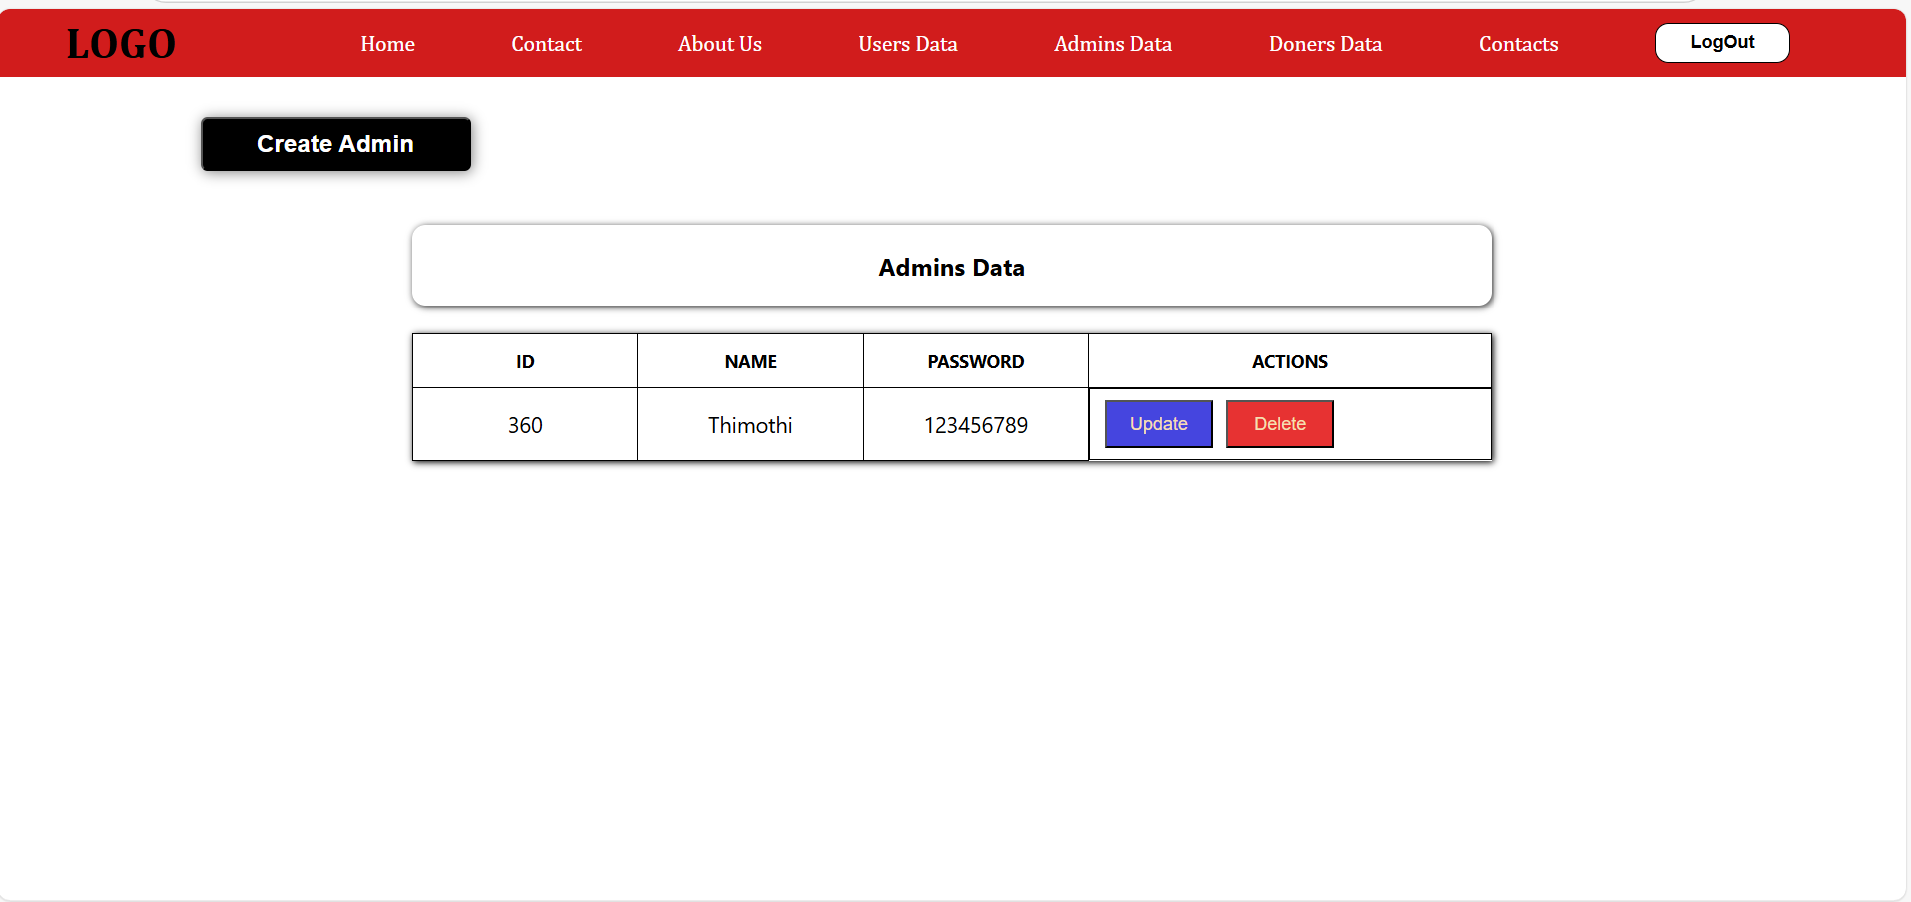 LOGO Home Contact About Us Users Data Admins Data Doners Data Contacts LogOut
Create Admin
Admins Data
ID NAME PASSWORD ACTIONS
360 Thimothi 123456789 Update Delete